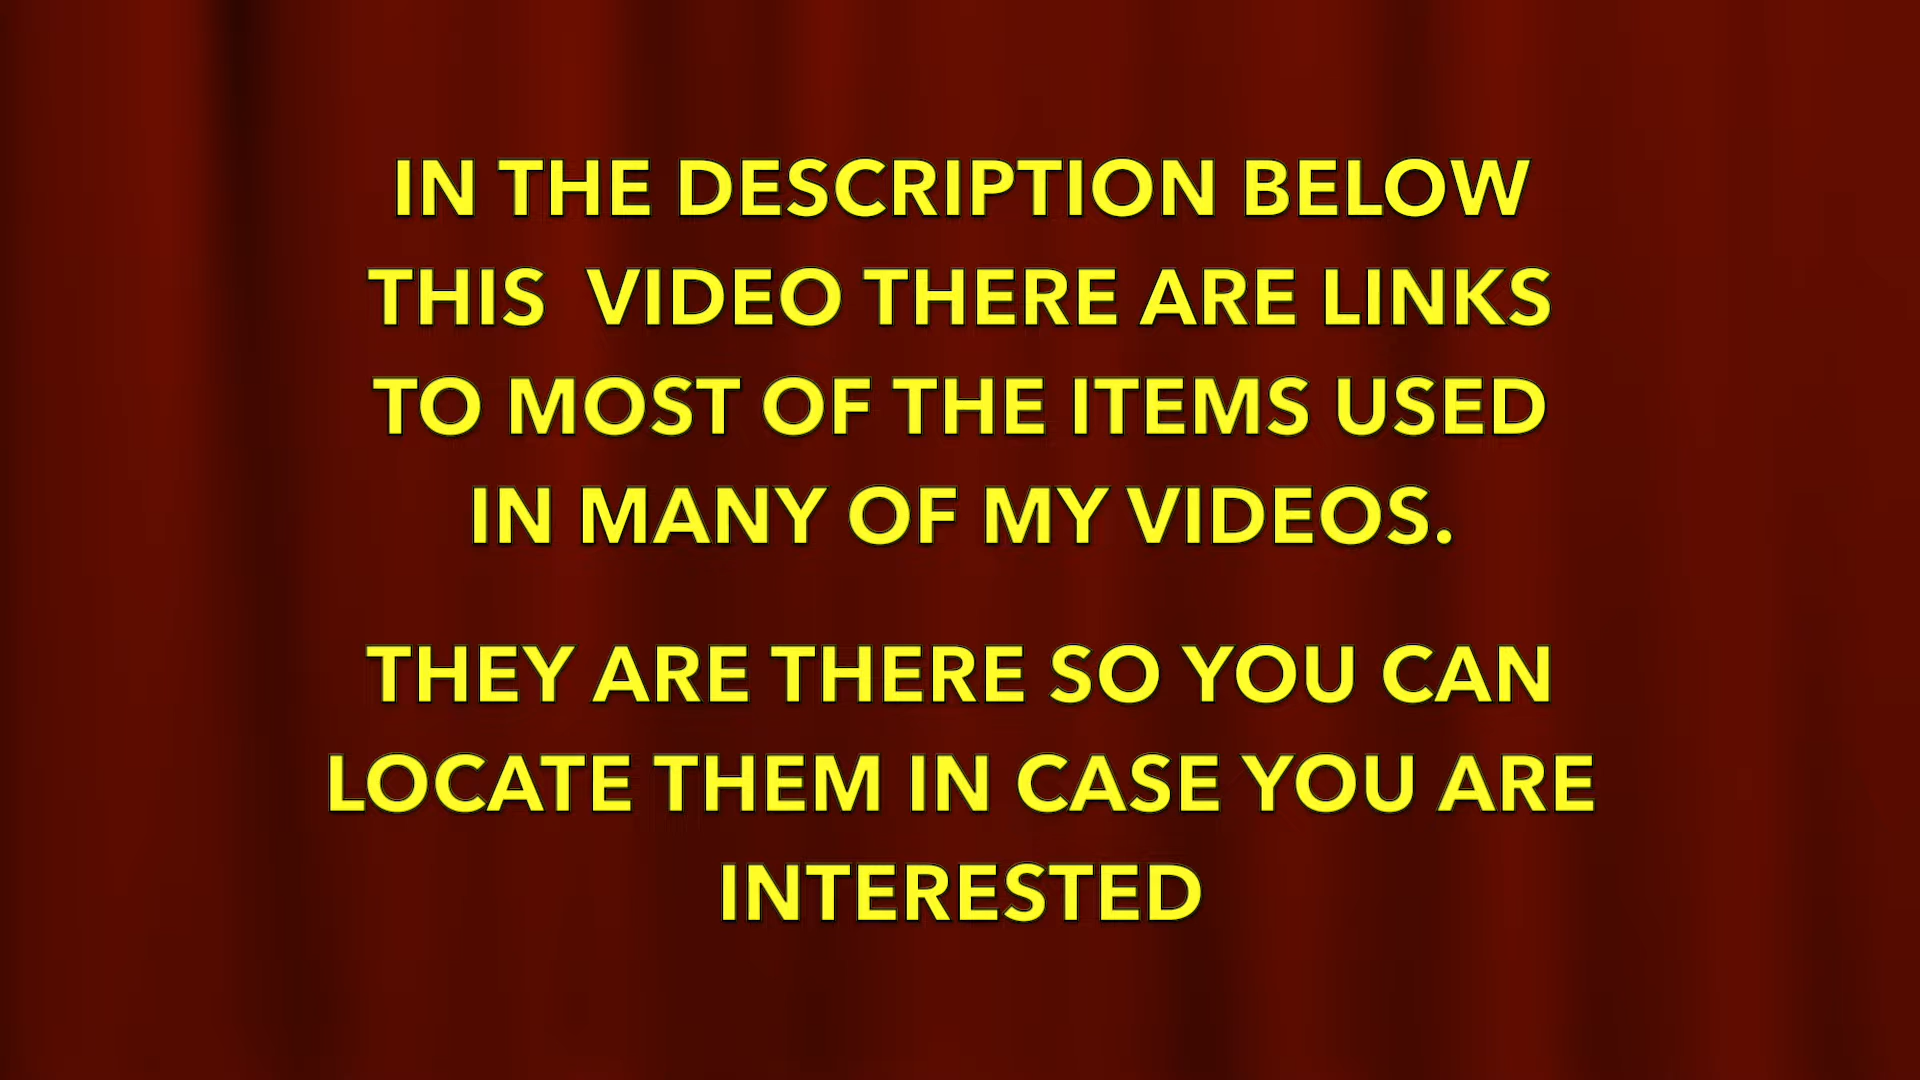 IN THE DESCRIPTION BELOW
THIS  VIDEO THERE ARE LINKS
TO MOST OF THE ITEMS USED
IN MANY OF MY VIDEOS.
THEY ARE THERE SO YOU CAN
LOCATE THEM IN CASE YOU ARE
INTERESTED